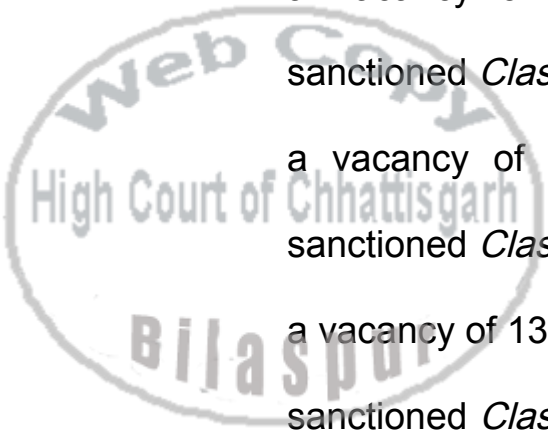 Web Copy
sanctioned Clas
a vacancy of
High Court of Chhattisgarh
sanctioned Clas
a vacancy of 13
Bilaspur
sanctioned Clas